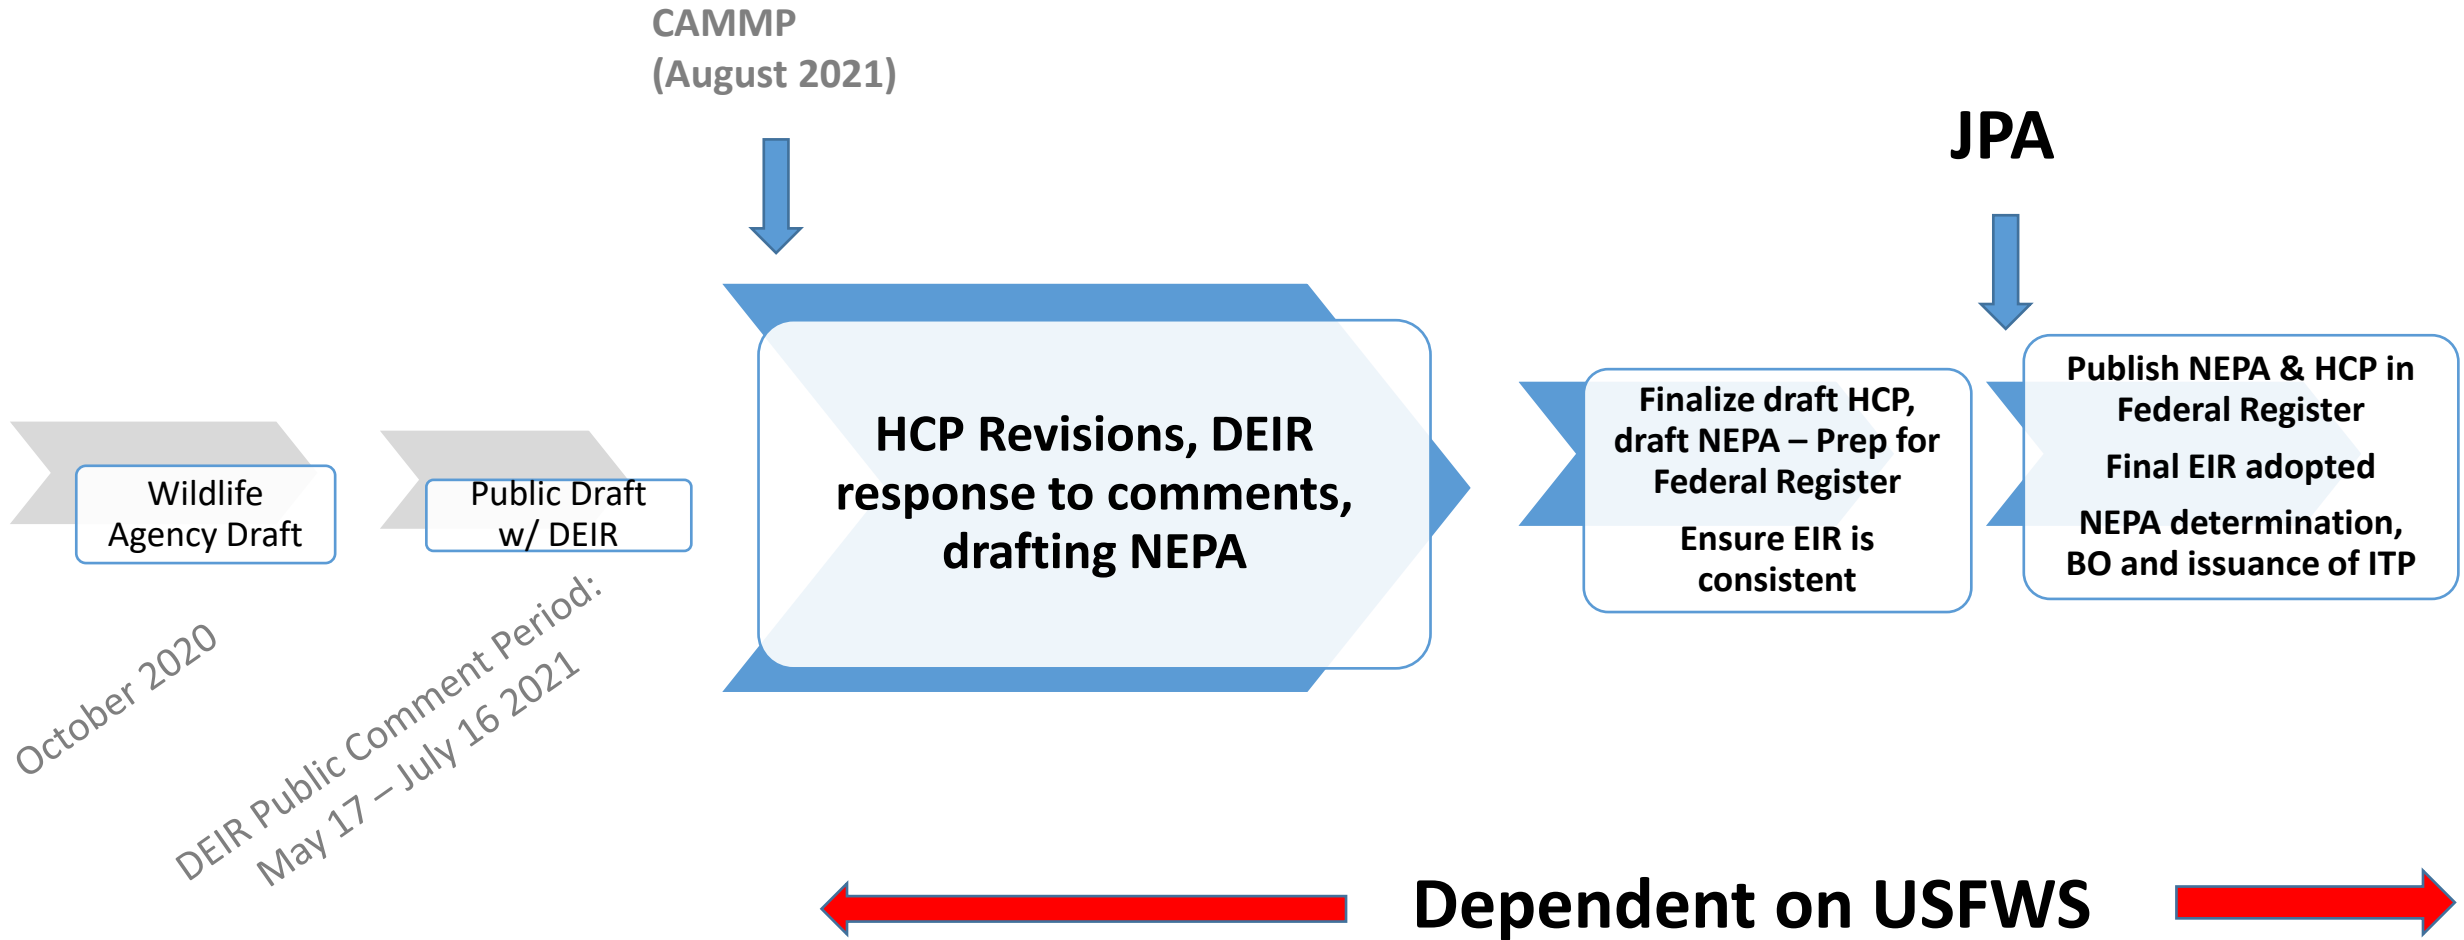 CAMMP
(August 2021)
JPA
Wildlife
Agency Draft
Public Draft
w/ DEIR
HCP Revisions, DEIR
response to comments,
drafting NEPA
Finalize draft HCP,
draft NEPA – Prep for
Federal Register
Ensure EIR is
consistent
Publish NEPA & HCP in
Federal Register
Final EIR adopted
NEPA determination,
BO and issuance of ITP
October 2020
DEIR Public Comment Period:
May 17 – July 16 2021
Dependent on USFWS